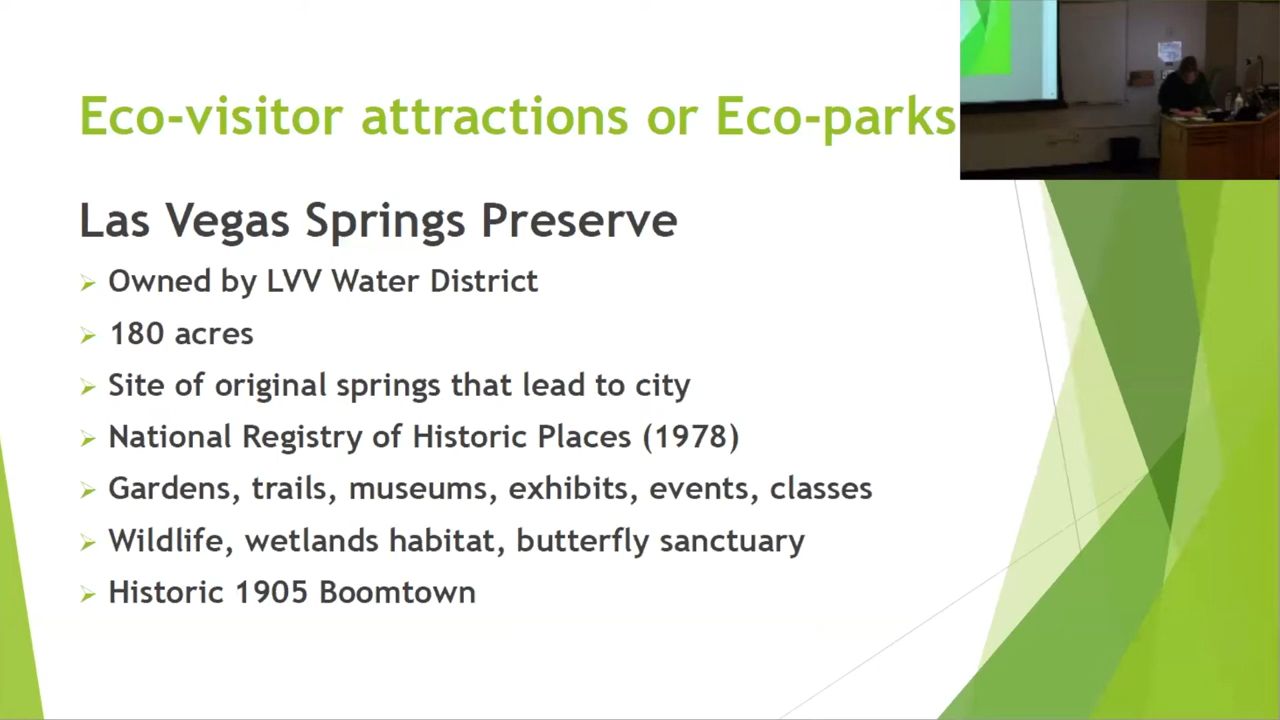 Eco-visitor attractions or Eco-parks
Las Vegas Springs Preserve
Owned by LVV Water District
180 acres
Site of original springs that lead to city
National Registry of Historic Places (1978)
Gardens, trails, museums, exhibits, events, classes
Wildlife, wetlands habitat, butterfly sanctuary
Historic 1905 Boomtown